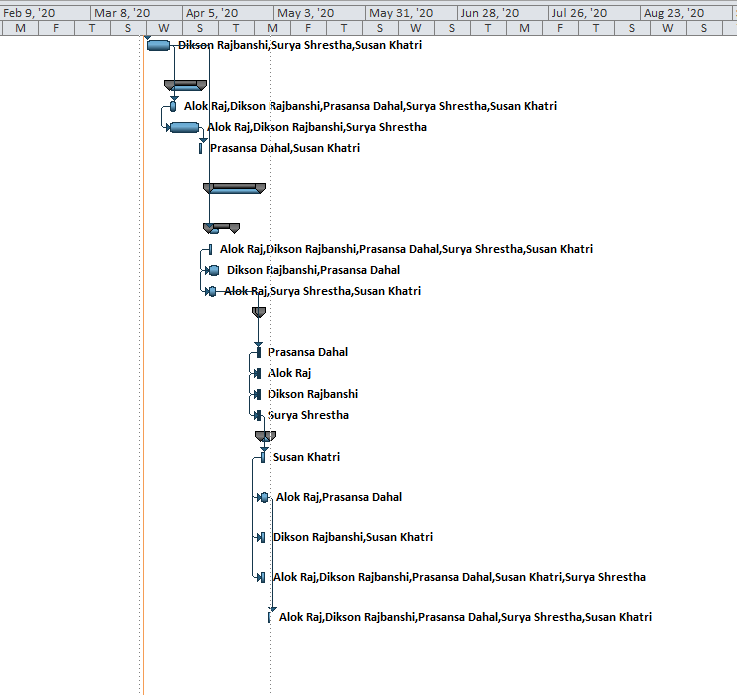 Feb 9, '20 Mar 8, '20 Apr 5, '20 May 3, '20 May 31, '20 Jun 28, '20 Jul 26, '20 Aug 23, '20
M F T S W S T M F T S W S T M F T S W S
Dikson Rajbanshi,Surya Shrestha,Susan Khatri
Alok Raj,Dikson Rajbanshi,Prasansa Dahal,Surya Shrestha,Susan Khatri
Alok Raj,Dikson Rajbanshi,Surya Shrestha
Prasansa Dahal,Susan Khatri
Alok Raj,Dikson Rajbanshi,Prasansa Dahal,Surya Shrestha,Susan Khatri
Dikson Rajbanshi,Prasansa Dahal
Alok Raj,Surya Shrestha,Susan Khatri
Prasansa Dahal
Alok Raj
Dikson Rajbanshi
Surya Shrestha
Susan Khatri
Alok Raj,Prasansa Dahal
Dikson Rajbanshi,Susan Khatri
Alok Raj,Dikson Rajbanshi,Prasansa Dahal,Susan Khatri,Surya Shrestha
Alok Raj,Dikson Rajbanshi,Prasansa Dahal,Surya Shrestha,Susan Khatri